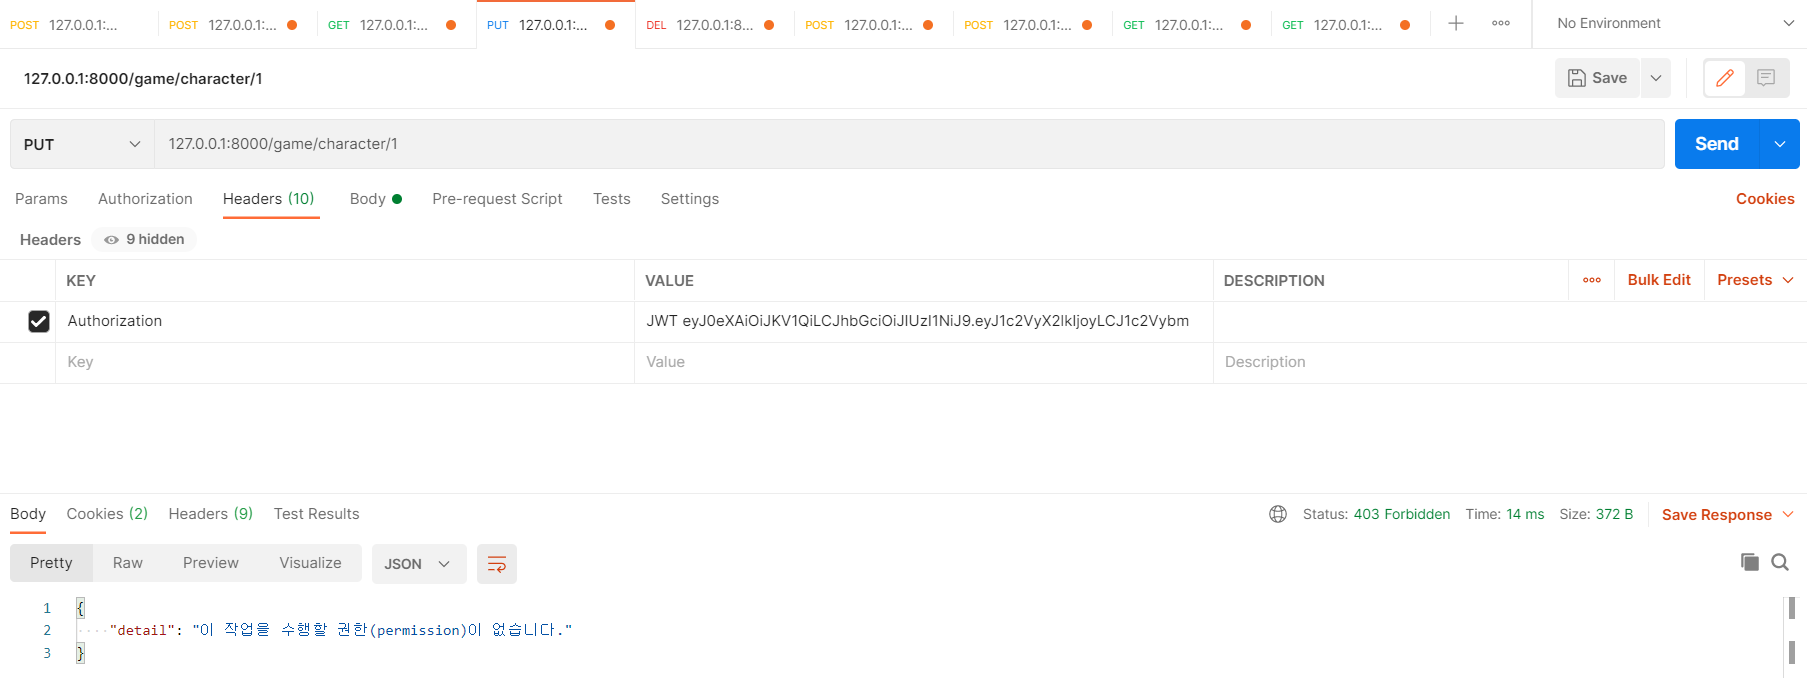 POST 127.0.0.1:... POST 127.0.0.1:... GET 127.0.0.1:... PUT 127.0.0.1:... DEL 127.0.0.1:8... POST 127.0.0.1:... POST 127.0.0.1:... GET 127.0.0.1:... GET 127.0.0.1:... No Environment
127.0.0.1:8000/game/character/1 Save
PUT 127.0.0.1:8000/game/character/1 Send
Params Authorization Headers (10) Body Pre-request Script Tests Settings Cookies
Headers 9 hidden
KEY VALUE DESCRIPTION Bulk Edit Presets
Authorization JWT eyJ0eXAiOiJKV1QiLCJhbGciOiJIUzI1NiJ9.eyJ1c2VyX2lkIjoyLCJ1c2Vybm
Key Value Description
Body Cookies (2) Headers (9) Test Results Status: 403 Forbidden Time: 14 ms Size: 372 B Save Response
Pretty Raw Preview Visualize JSON
1 {
2 "detail": "이 작업을 수행할 권한(permission)이 없습니다."
3 }